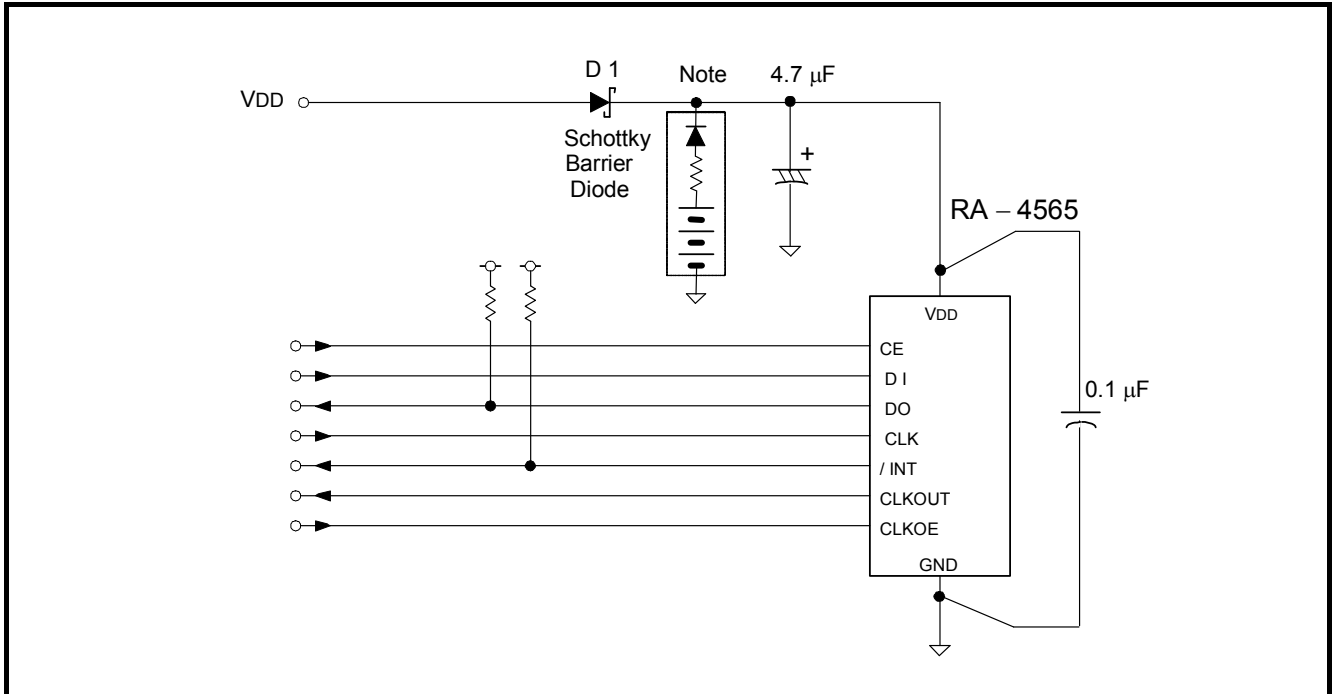 D 1
Note
4.7 μF
VDD
Schottky
Barrier
Diode
+
RA – 4565
VDD
CE
D I
DO
CLK
/ INT
CLKOUT
CLKOE
GND
0.1 μF